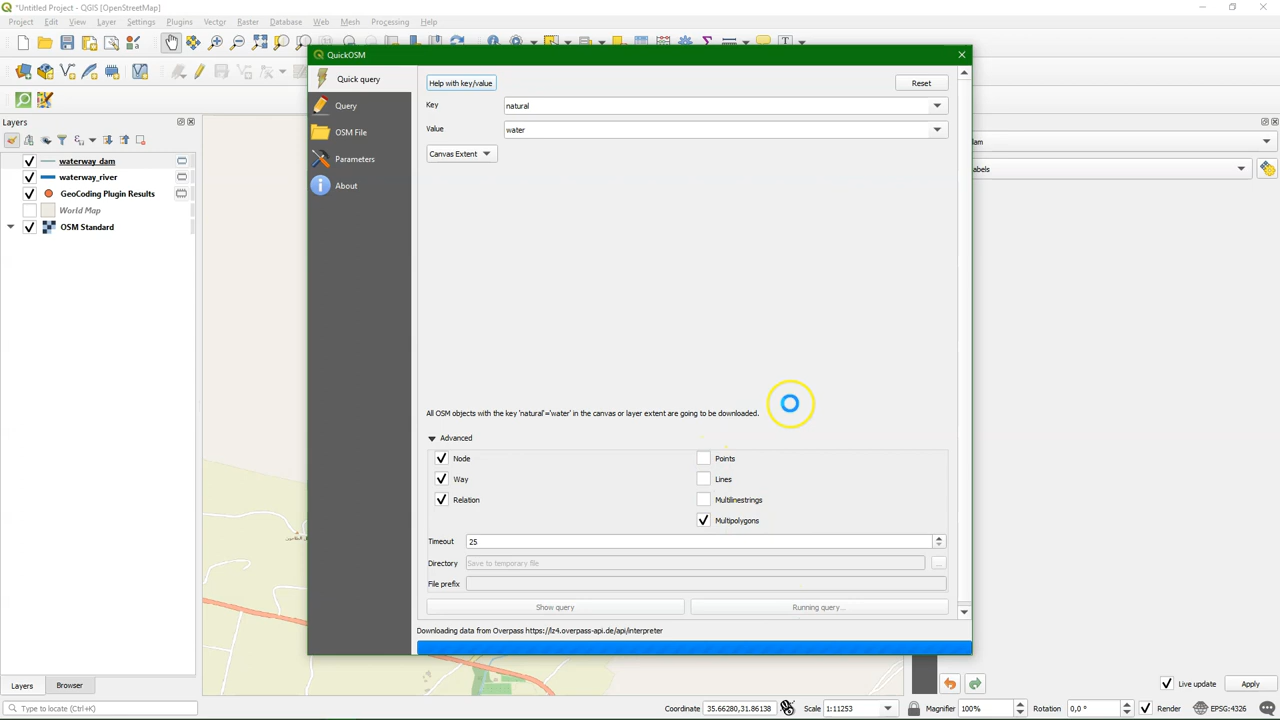 *Untitled Project - QGIS [OpenStreetMap]
Project Edit View Layer Settings Plugins Vector Raster Database Web Mesh Processing Help
QuickOSM
Quick query
Query
OSM File
Parameters
About
Help with key/value
Reset
Key natural
Value water
Canvas Extent
Layers
waterway_dam
waterway_river
GeoCoding Plugin Results
World Map
OSM Standard
All OSM objects with the key 'natural'='water' in the canvas or layer extent are going to be downloaded.
Advanced
Node Points
Way Lines
Relation Multilinestrings
Multipolygons
Timeout 25
Directory Save to temporary file ...
File prefix
Show query Running query...
Downloading data from Overpass https://lz4.overpass-api.de/api/interpreter
Layers Browser
Live update Apply
Type to locate (Ctrl+K) Coordinate 35.66280,31.86138 Scale 1:11253 Magnifier 100% Rotation 0,0 ° Render EPSG:4326